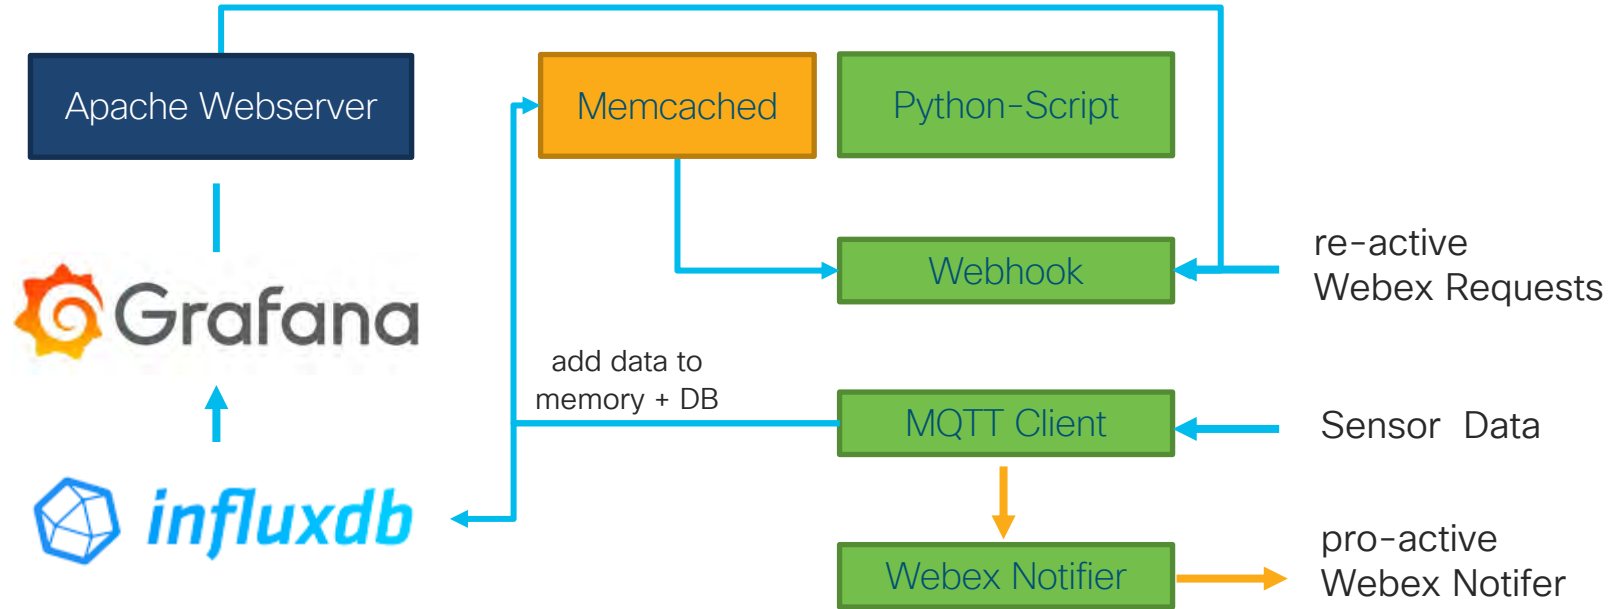 Apache Webserver
Memcached
Python-Script
Webhook
re-active
Webex Requests
Grafana
add data to
memory + DB
MQTT Client
Sensor Data
influxdb
Webex Notifier
pro-active
Webex Notifer